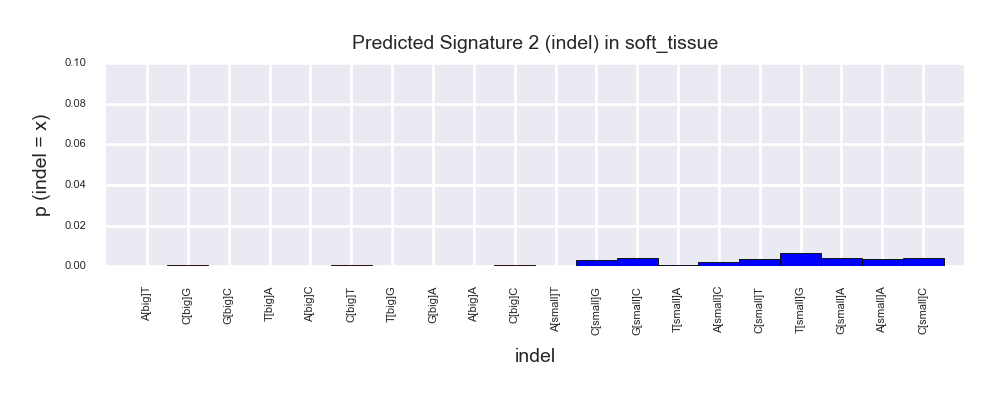 Predicted Signature 2 (indel) in soft_tissue
p (indel = x)
0.10
0.08
0.06
0.04
0.02
0.00
A[big]T
C[big]G
G[big]C
T[big]A
A[big]C
C[big]T
T[big]G
G[big]A
A[big]A
C[big]C
A[small]T
C[small]G
G[small]C
T[small]A
A[small]C
C[small]T
T[small]G
G[small]A
A[small]A
C[small]C
indel